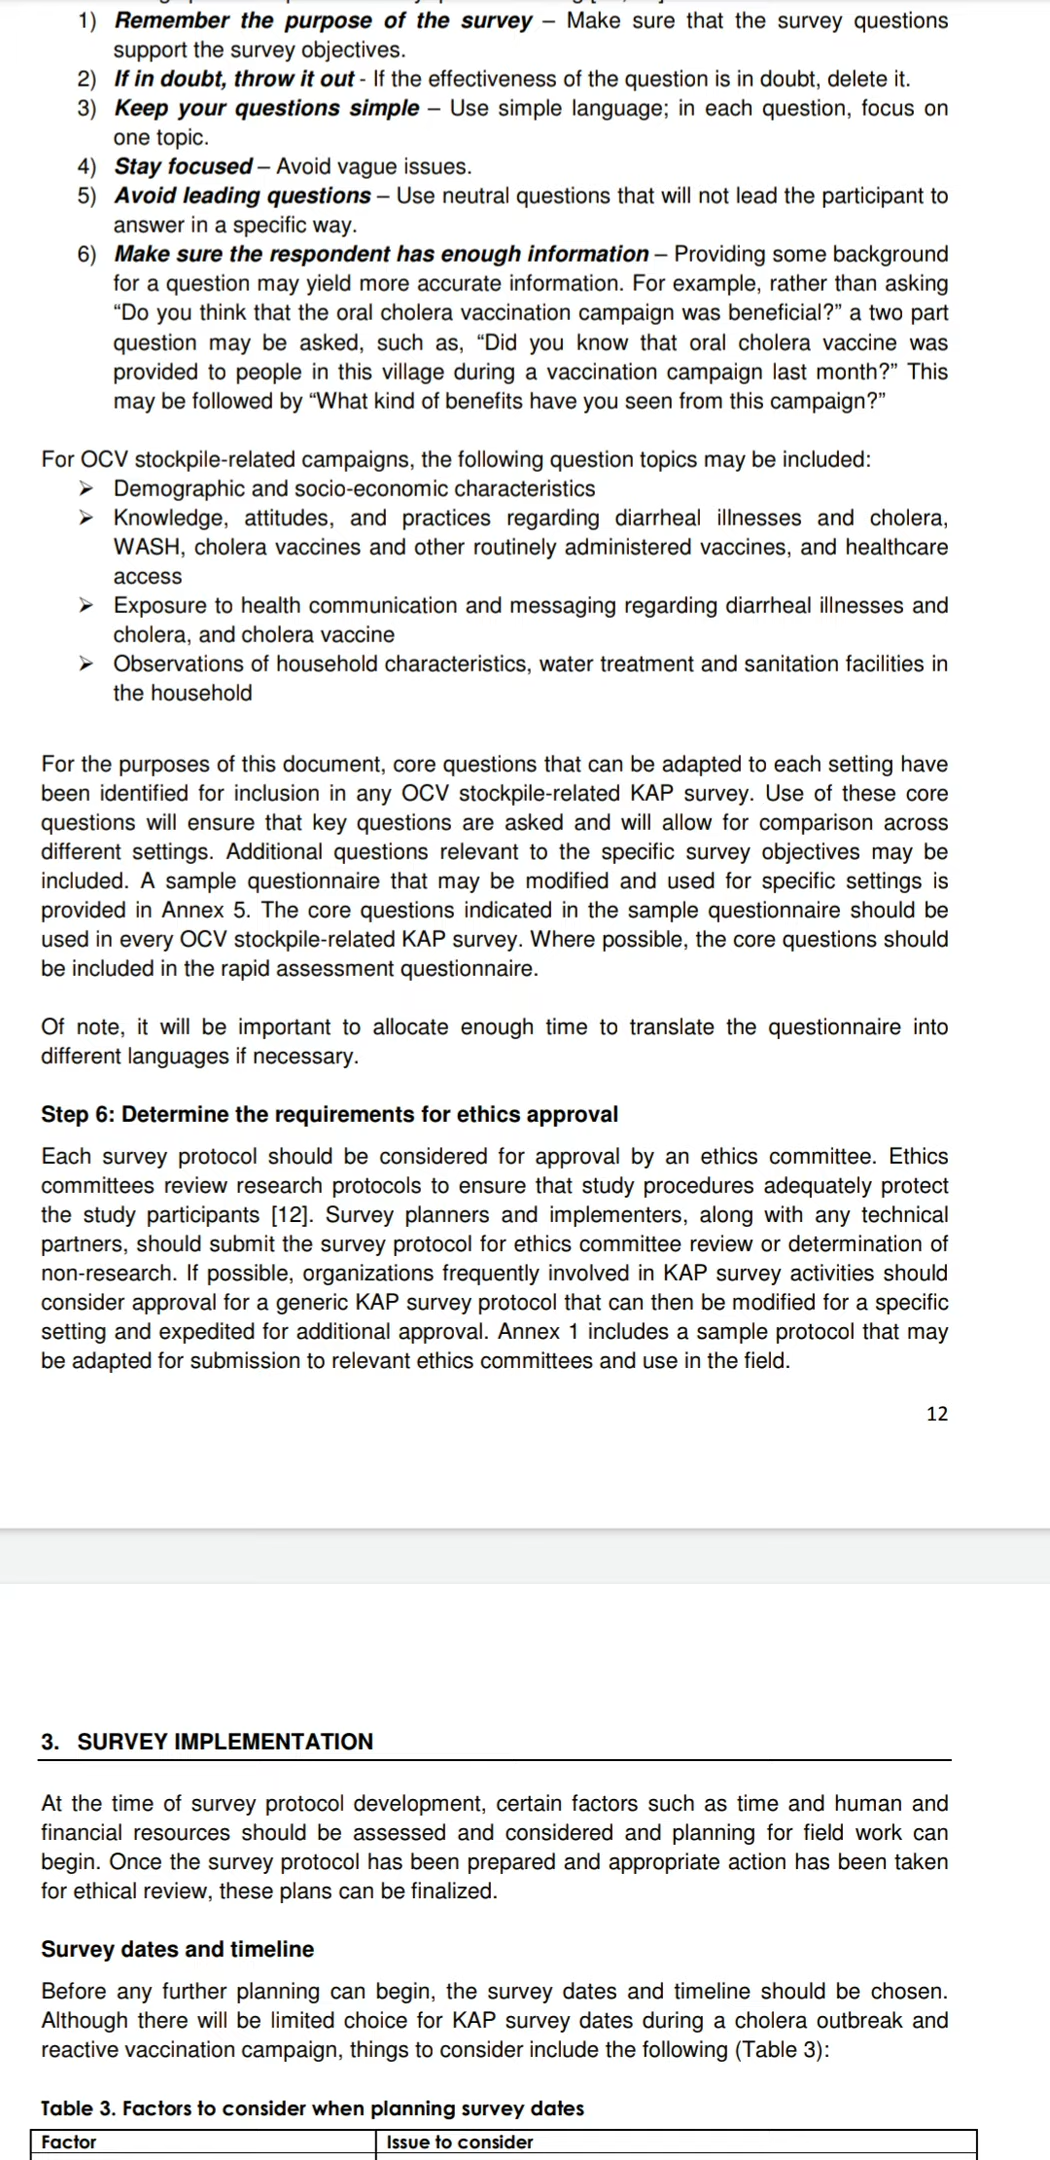 1) Remember the purpose of the survey – Make sure that the survey questions
support the survey objectives.
2) If in doubt, throw it out - If the effectiveness of the question is in doubt, delete it.
3) Keep your questions simple – Use simple language; in each question, focus on
one topic.
4) Stay focused – Avoid vague issues.
5) Avoid leading questions – Use neutral questions that will not lead the participant to
answer in a specific way.
6) Make sure the respondent has enough information – Providing some background
for a question may yield more accurate information. For example, rather than asking
“Do you think that the oral cholera vaccination campaign was beneficial?” a two part
question may be asked, such as, “Did you know that oral cholera vaccine was
provided to people in this village during a vaccination campaign last month?” This
may be followed by “What kind of benefits have you seen from this campaign?”
For OCV stockpile-related campaigns, the following question topics may be included:
➢ Demographic and socio-economic characteristics
➢ Knowledge, attitudes, and practices regarding diarrheal illnesses and cholera,
WASH, cholera vaccines and other routinely administered vaccines, and healthcare
access
➢ Exposure to health communication and messaging regarding diarrheal illnesses and
cholera, and cholera vaccine
➢ Observations of household characteristics, water treatment and sanitation facilities in
the household
For the purposes of this document, core questions that can be adapted to each setting have
been identified for inclusion in any OCV stockpile-related KAP survey. Use of these core
questions will ensure that key questions are asked and will allow for comparison across
different settings. Additional questions relevant to the specific survey objectives may be
included. A sample questionnaire that may be modified and used for specific settings is
provided in Annex 5. The core questions indicated in the sample questionnaire should be
used in every OCV stockpile-related KAP survey. Where possible, the core questions should
be included in the rapid assessment questionnaire.
Of note, it will be important to allocate enough time to translate the questionnaire into
different languages if necessary.
Step 6: Determine the requirements for ethics approval
Each survey protocol should be considered for approval by an ethics committee. Ethics
committees review research protocols to ensure that study procedures adequately protect
the study participants [12]. Survey planners and implementers, along with any technical
partners, should submit the survey protocol for ethics committee review or determination of
non-research. If possible, organizations frequently involved in KAP survey activities should
consider approval for a generic KAP survey protocol that can then be modified for a specific
setting and expedited for additional approval. Annex 1 includes a sample protocol that may
be adapted for submission to relevant ethics committees and use in the field.
12
3. SURVEY IMPLEMENTATION
At the time of survey protocol development, certain factors such as time and human and
financial resources should be assessed and considered and planning for field work can
begin. Once the survey protocol has been prepared and appropriate action has been taken
for ethical review, these plans can be finalized.
Survey dates and timeline
Before any further planning can begin, the survey dates and timeline should be chosen.
Although there will be limited choice for KAP survey dates during a cholera outbreak and
reactive vaccination campaign, things to consider include the following (Table 3):
Table 3. Factors to consider when planning survey dates
Factor
Issue to consider